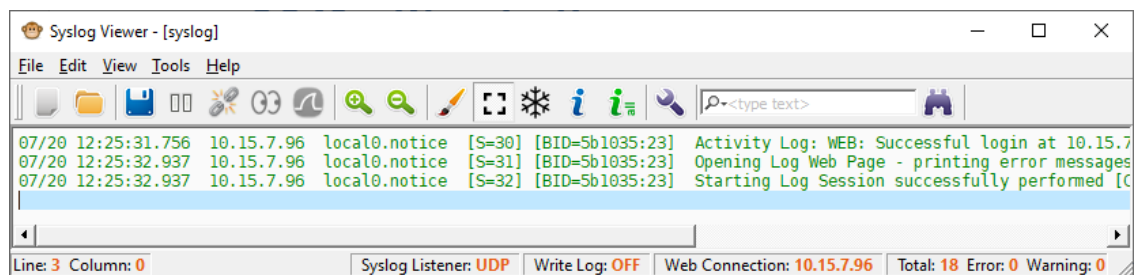 Syslog Viewer - [syslog]
File Edit View Tools Help
<type text>
07/20 12:25:31.756 10.15.7.96 local0.notice [S=30] [BID=5b1035:23] Activity Log: WEB: Successful login at 10.15.7
07/20 12:25:32.937 10.15.7.96 local0.notice [S=31] [BID=5b1035:23] Opening Log Web Page - printing error messages
07/20 12:25:32.937 10.15.7.96 local0.notice [S=32] [BID=5b1035:23] Starting Log Session successfully performed [C
Line: 3 Column: 0 Syslog Listener: UDP Write Log: OFF Web Connection: 10.15.7.96 Total: 18 Error: 0 Warning: 0